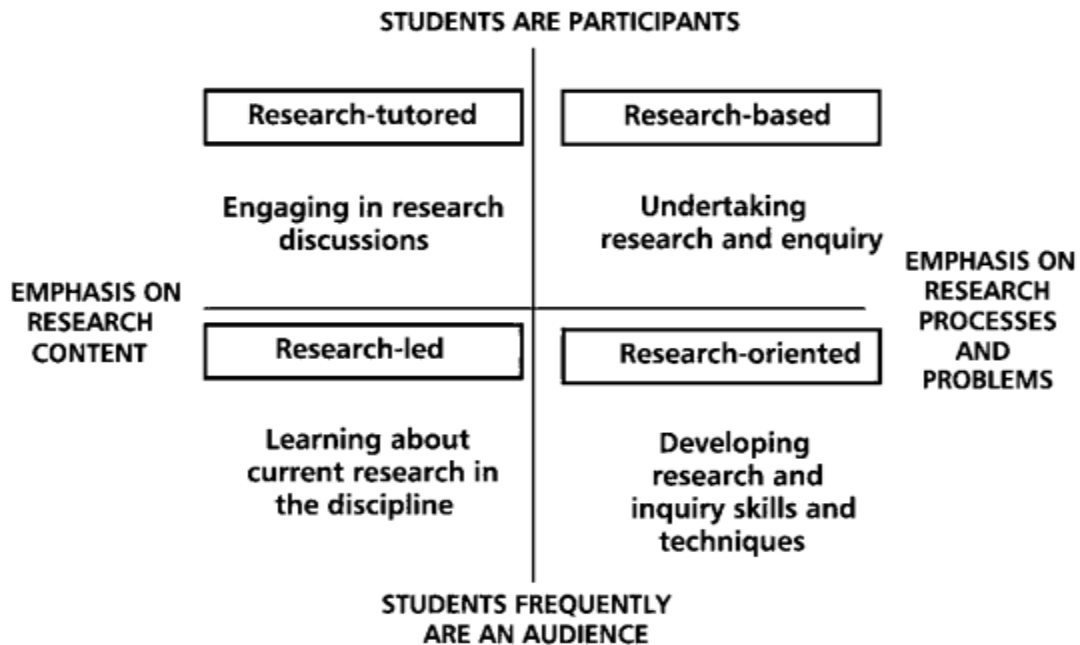 STUDENTS ARE PARTICIPANTS
Research-tutored
Research-based
Engaging in research
discussions
Undertaking
research and enquiry
EMPHASIS ON
RESEARCH
CONTENT
EMPHASIS ON
RESEARCH
PROCESSES
AND
PROBLEMS
Research-led
Research-oriented
Learning about
current research in
the discipline
Developing
research and
inquiry skills and
techniques
STUDENTS FREQUENTLY
ARE AN AUDIENCE